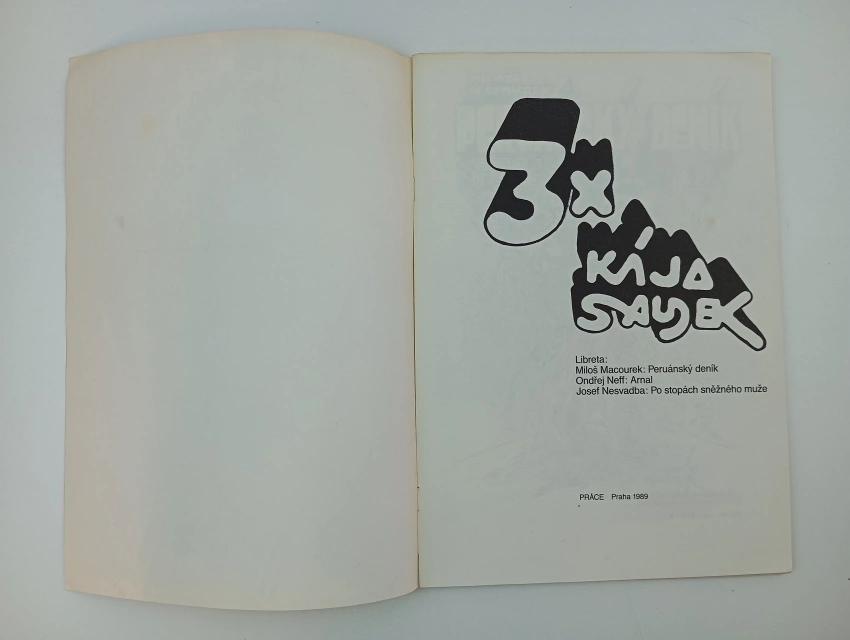 3x
KÁJA
SAUDEK
Libreta:
Miloš Macourek: Peruánský deník
Ondřej Neff: Arnal
Josef Nesvadba: Po stopách sněžného muže
PRÁCE Praha 1989